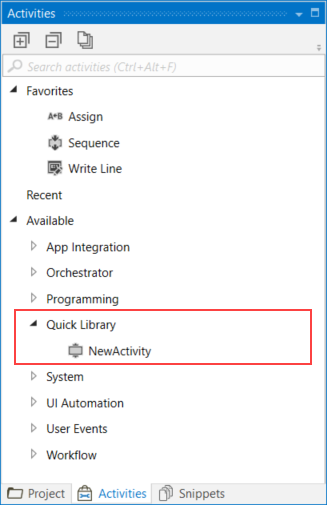 Activities
Search activities (Ctrl+Alt+F)
Favorites
A+B Assign
Sequence
Write Line
Recent
Available
App Integration
Orchestrator
Programming
Quick Library
NewActivity
System
UI Automation
User Events
Workflow
Project Activities Snippets